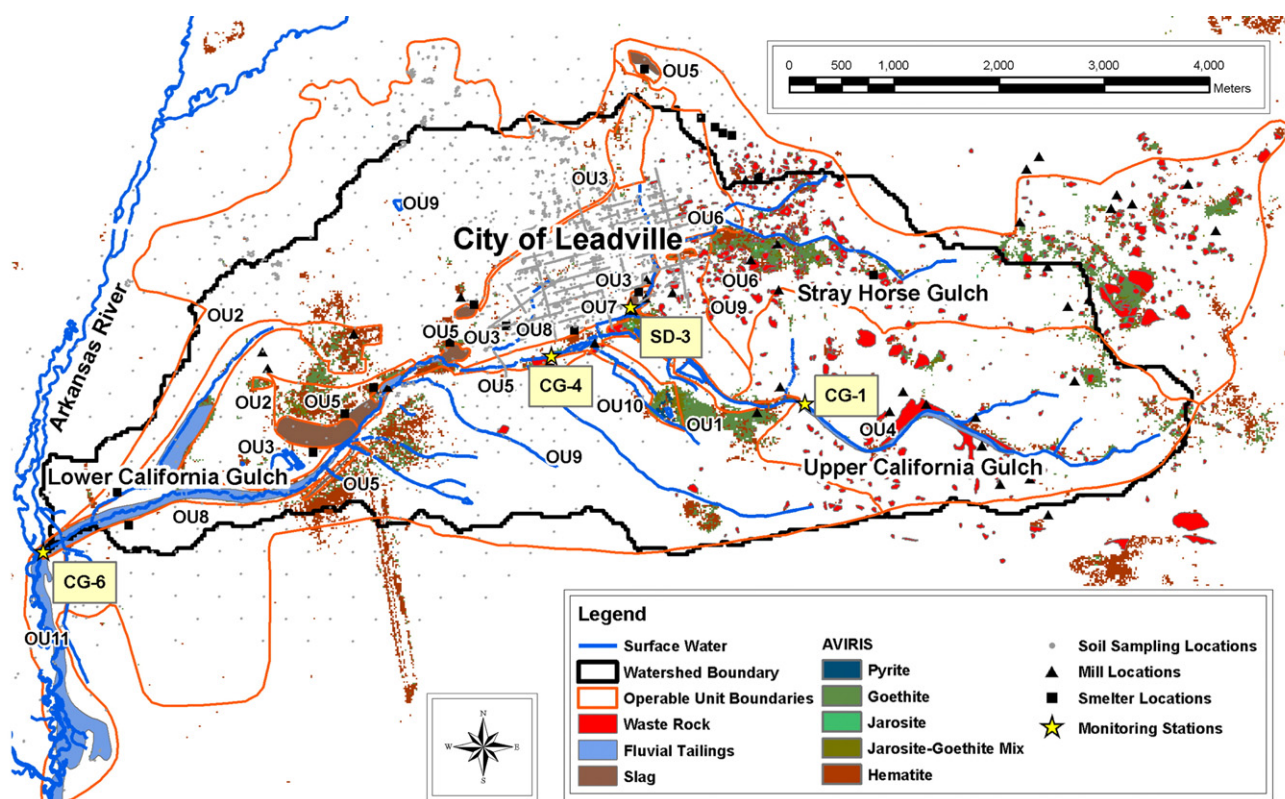 0 500 1,000 2,000 3,000 4,000
Meters
OU5
OU3
OU9
OU6
City of Leadville
OU3
OU6
Stray Horse Gulch
OU7
OU9
Arkansas River
OU2
OU5
OU3
OU8
SD-3
CG-4
OU5
CG-1
OU2
OU5
OU10
OU1
OU4
OU3
OU9
Upper California Gulch
Lower California Gulch
OU5
OU8
CG-6
OU11
N
W E
S
Legend
Surface Water
Watershed Boundary
Operable Unit Boundaries
Waste Rock
Fluvial Tailings
Slag
AVIRIS
Pyrite
Goethite
Jarosite
Jarosite-Goethite Mix
Hematite
Soil Sampling Locations
Mill Locations
Smelter Locations
Monitoring Stations